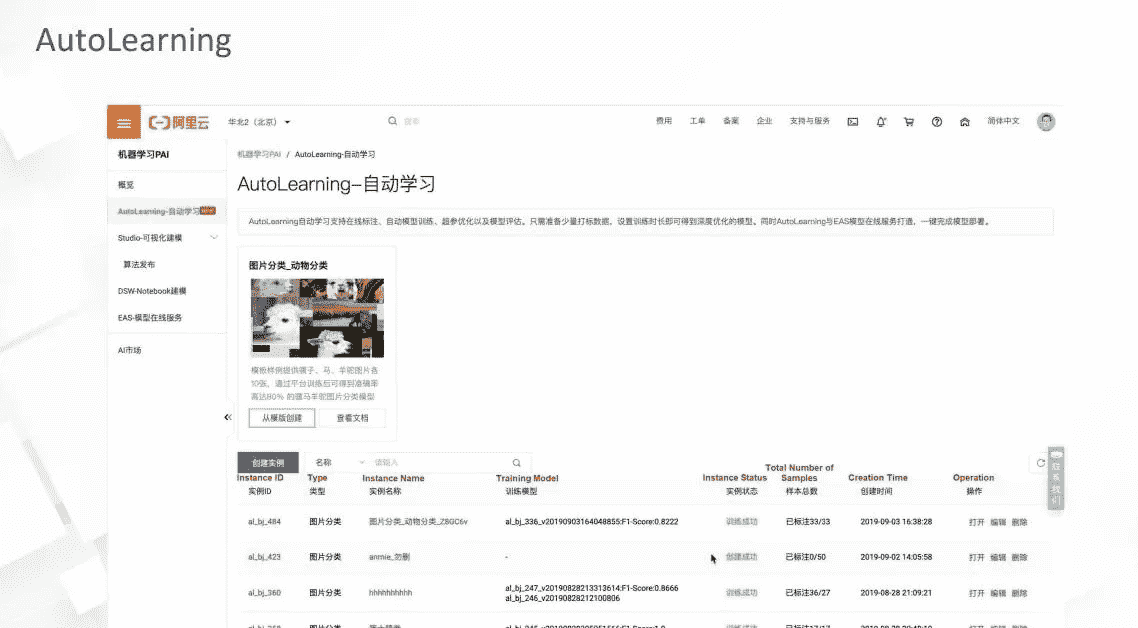 AutoLearning
阿里云
华北2（北京）
搜索
费用 工单 备案 企业 支持与服务 简体中文
机器学习PAI
机器学习PAI / AutoLearning-自动学习
概览
AutoLearning–自动学习
AutoLearning-自动学习
AutoLearning自动学习支持在线标注、自动模型训练、超参优化以及模型评估。只需准备少量打标数据，设置训练时长即可得到深度优化的模型。同时AutoLearning与EAS模型在线服务打通，一键完成模型部署。
Studio-可视化建模
算法发布
DSW-Notebook建模
EAS-模型在线服务
AI市场
图片分类_动物分类
模板样例提供骡子、马、羊驼图片各
10张，通过平台训练后可得到准确率
高达80% 的骡马羊驼图片分类模型
从模版创建 查看文档
创建实例 名称 请输入
联系我们
Instance ID Type Instance Name Training Model Instance Status Total Number of Samples Creation Time Operation
实例ID 类型 实例名称 训练模型 实例状态 样本总数 创建时间 操作
al_bj_484 图片分类 图片分类_动物分类_Z8GC6v al_bj_336_v20190903164048855:F1-Score:0.8222 训练成功 已标注33/33 2019-09-03 16:38:28 打开 编辑 删除
al_bj_423 图片分类 anmie_勿删 - 创建成功 已标注0/50 2019-09-02 14:05:58 打开 编辑 删除
al_bj_360 图片分类 hhhhhhhhhh al_bj_247_v20190828213313614:F1-Score:0.8666 训练成功 已标注36/27 2019-08-28 21:09:21 打开 编辑 删除
al_bj_246_v20190828212100806